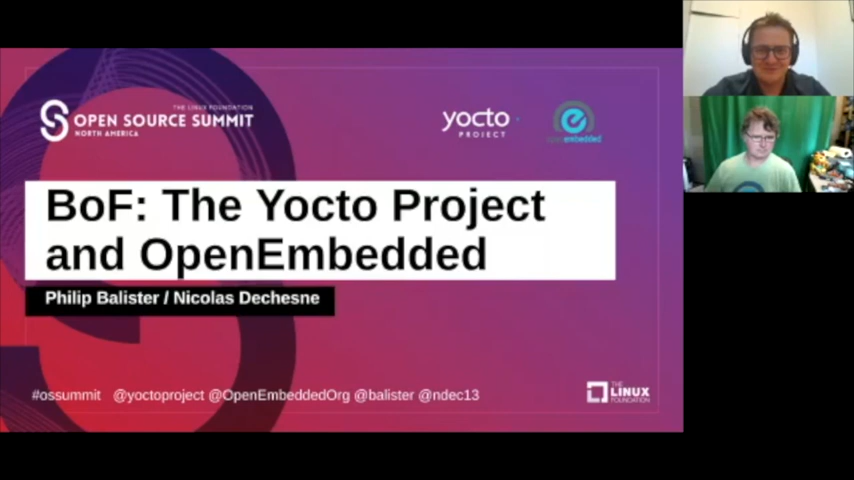 THE LINUX FOUNDATION
OPEN SOURCE SUMMIT
NORTH AMERICA
yocto
PROJECT
openembedded
BoF: The Yocto Project
and OpenEmbedded
Philip Balister / Nicolas Dechesne
#ossummit @yoctoproject @OpenEmbeddedOrg @balister @ndec13
THE
LINUX
FOUNDATION